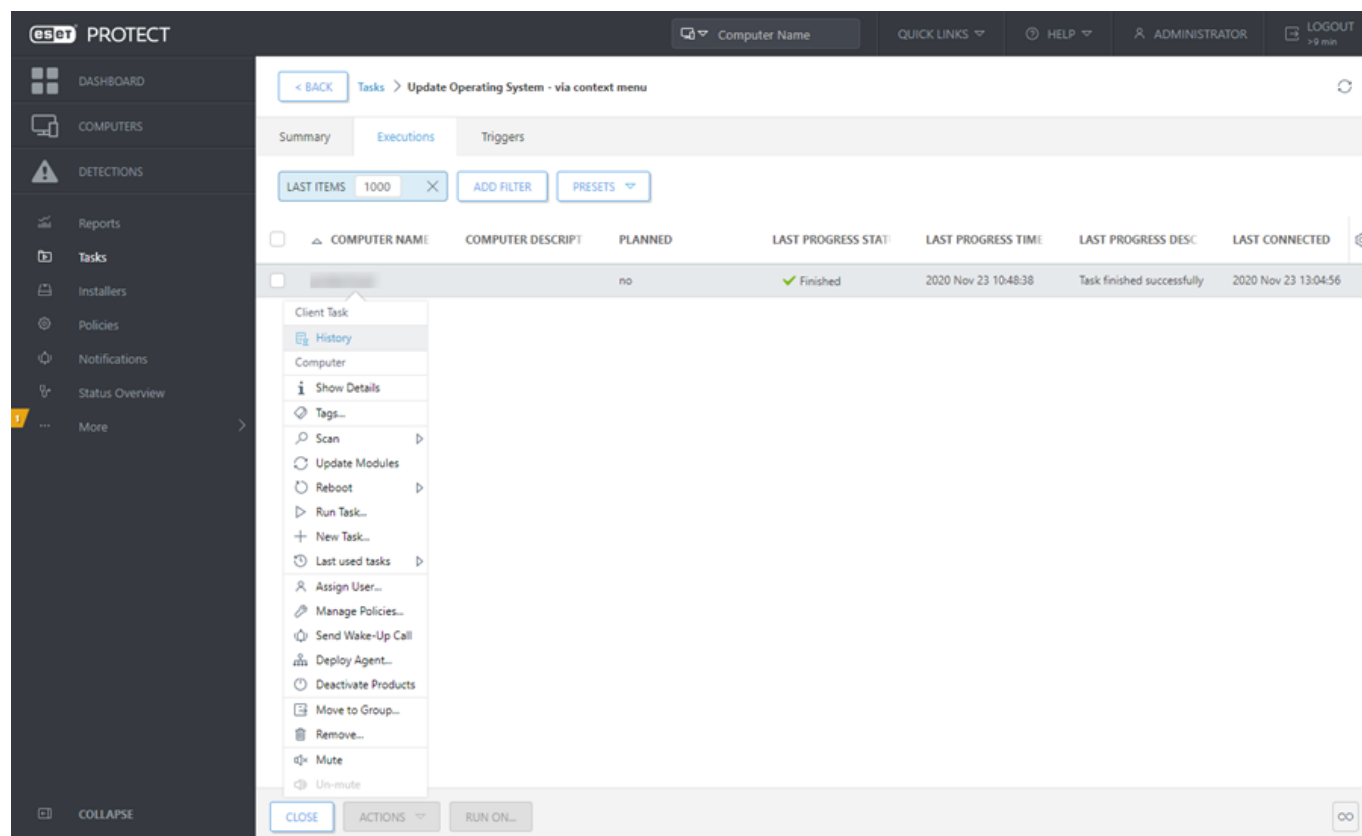 eset PROTECT
Computer Name
QUICK LINKS
HELP
ADMINISTRATOR
LOGOUT
>9 min
DASHBOARD
COMPUTERS
DETECTIONS
Reports
Tasks
Installers
Policies
Notifications
Status Overview
1
More
COLLAPSE
< BACK Tasks > Update Operating System - via context menu
Summary Executions Triggers
LAST ITEMS 1000 ADD FILTER PRESETS
COMPUTER NAME COMPUTER DESCRIPT PLANNED LAST PROGRESS STAT LAST PROGRESS TIME LAST PROGRESS DESC LAST CONNECTED
no Finished 2020 Nov 23 10:48:38 Task finished successfully 2020 Nov 23 13:04:56
Client Task
History
Computer
Show Details
Tags...
Scan
Update Modules
Reboot
Run Task...
New Task...
Last used tasks
Assign User...
Manage Policies...
Send Wake-Up Call
Deploy Agent...
Deactivate Products
Move to Group...
Remove...
Mute
Un-mute
CLOSE ACTIONS RUN ON...